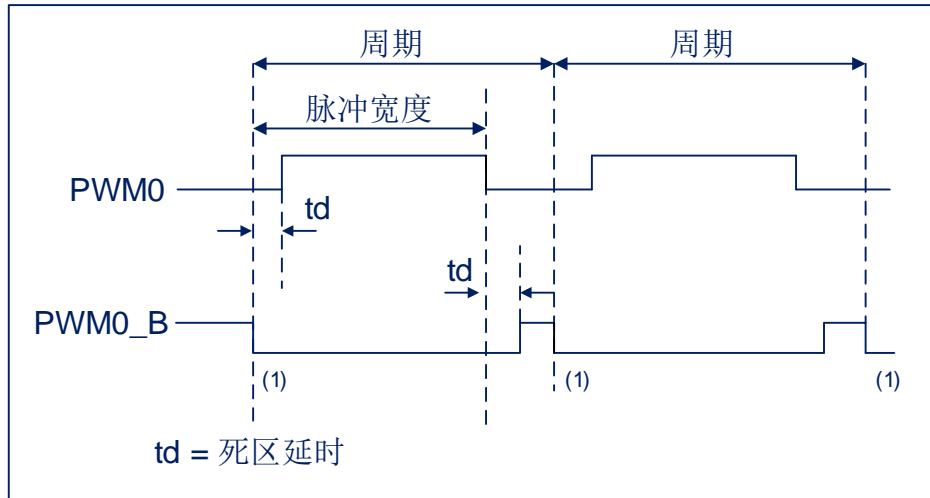 周期 周期
脉冲宽度
PWM0
td
td
PWM0_B
(1) (1) (1)
td = 死区延时